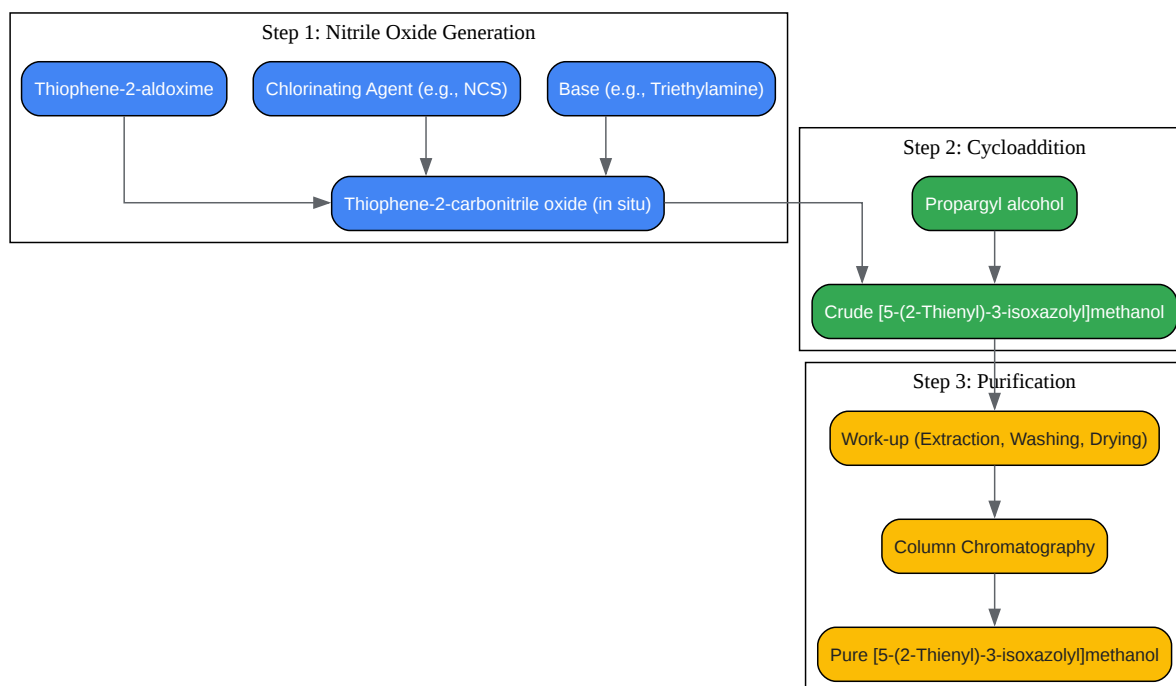 Step 1: Nitrile Oxide Generation
Thiophene-2-aldoxime
Chlorinating Agent (e.g., NCS)
Base (e.g., Triethylamine)
Thiophene-2-carbonitrile oxide (in situ)
Step 2: Cycloaddition
Propargyl alcohol
Crude [5-(2-Thienyl)-3-isoxazolyl]methanol
Step 3: Purification
Work-up (Extraction, Washing, Drying)
Column Chromatography
Pure [5-(2-Thienyl)-3-isoxazolyl]methanol